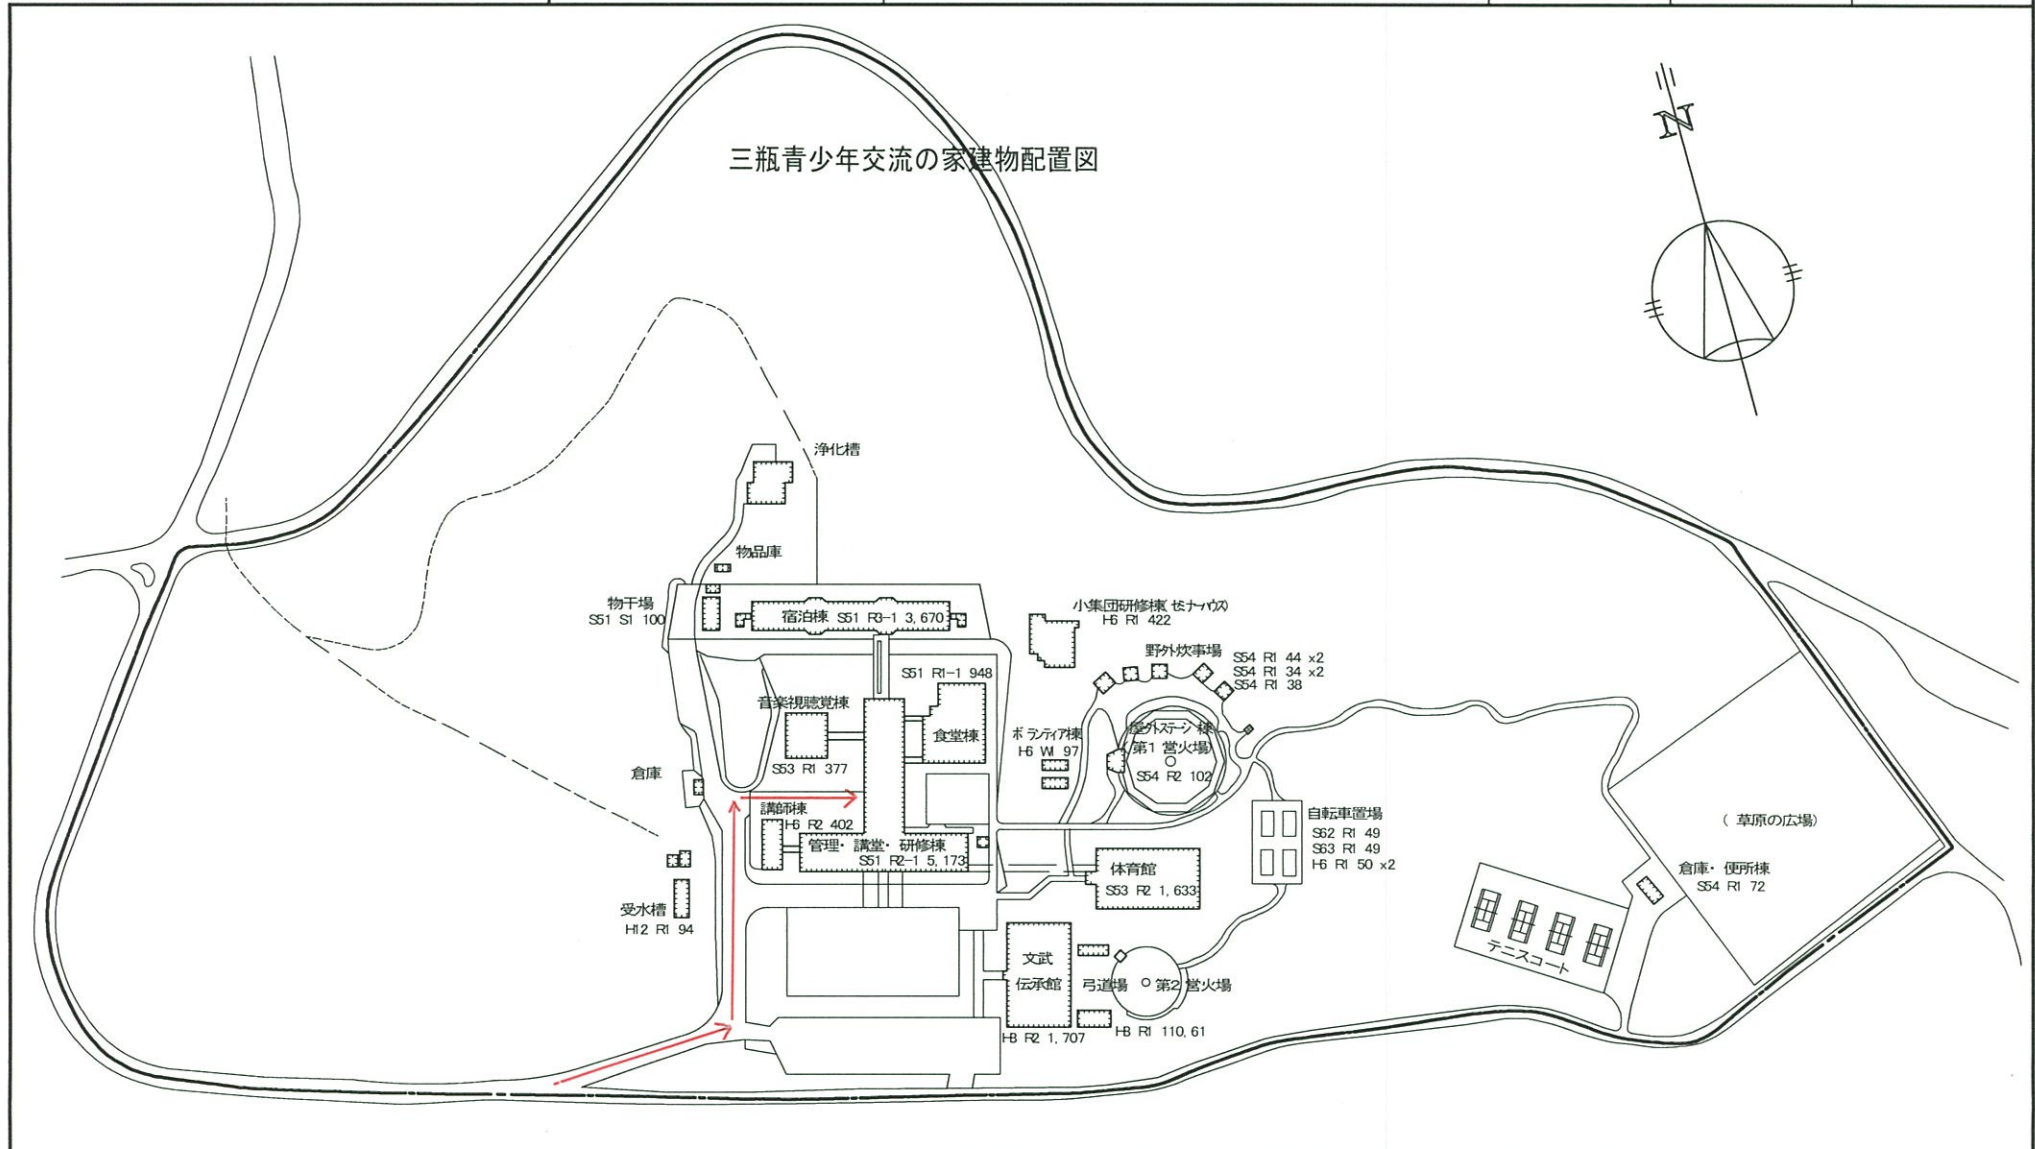 三瓶青少年交流の家建物配置図
N
浄化槽
物品庫
物干場
S51 S1 100
宿泊棟 S51 R3-1 3,670
小集団研修棟(ゼミナーハウス)
H6 R1 422
野外炊事場
S54 R1 44 x2
S54 R1 34 x2
S54 R1 38
S51 R1-1 948
食堂棟
音楽視聴覚棟
S53 R1 377
ボランティア棟
H6 W1 97
屋外ステージ棟
(第1 営火場)
S54 R2 102
倉庫
講師棟
H6 R2 402
管理・講堂・研修棟
S51 R2-1 5,173
体育館
S53 R2 1,633
自転車置場
S62 R1 49
S63 R1 49
H6 R1 50 x2
(草原の広場)
倉庫・便所棟
S54 R1 72
受水槽
H12 R1 94
文武
伝承館
H3 R2 1,707
弓道場
H3 R1 110,61
第2 営火場
テニスコート